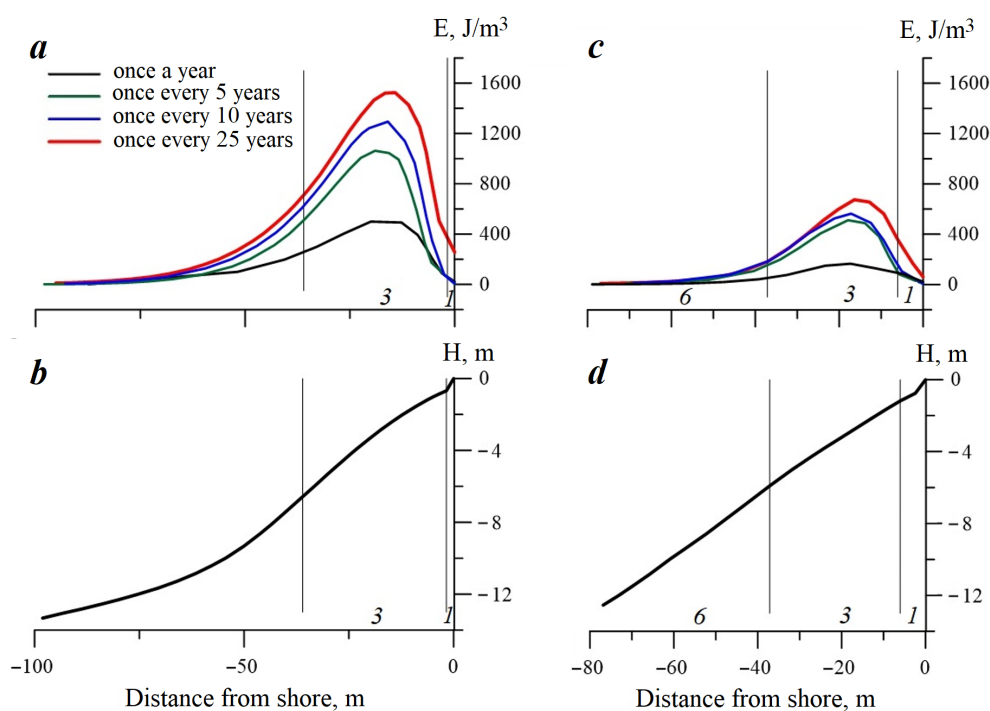 a
E, J/m3
once a year
once every 5 years
once every 10 years
once every 25 years
1600
1200
800
400
0
3
1
c
E, J/m3
1600
1200
800
400
0
6
3
1
b
H, m
0
−4
−8
−12
3
1
−100
−50
0
Distance from shore, m
d
H, m
0
−4
−8
−12
6
3
1
−80
−60
−40
−20
0
Distance from shore, m